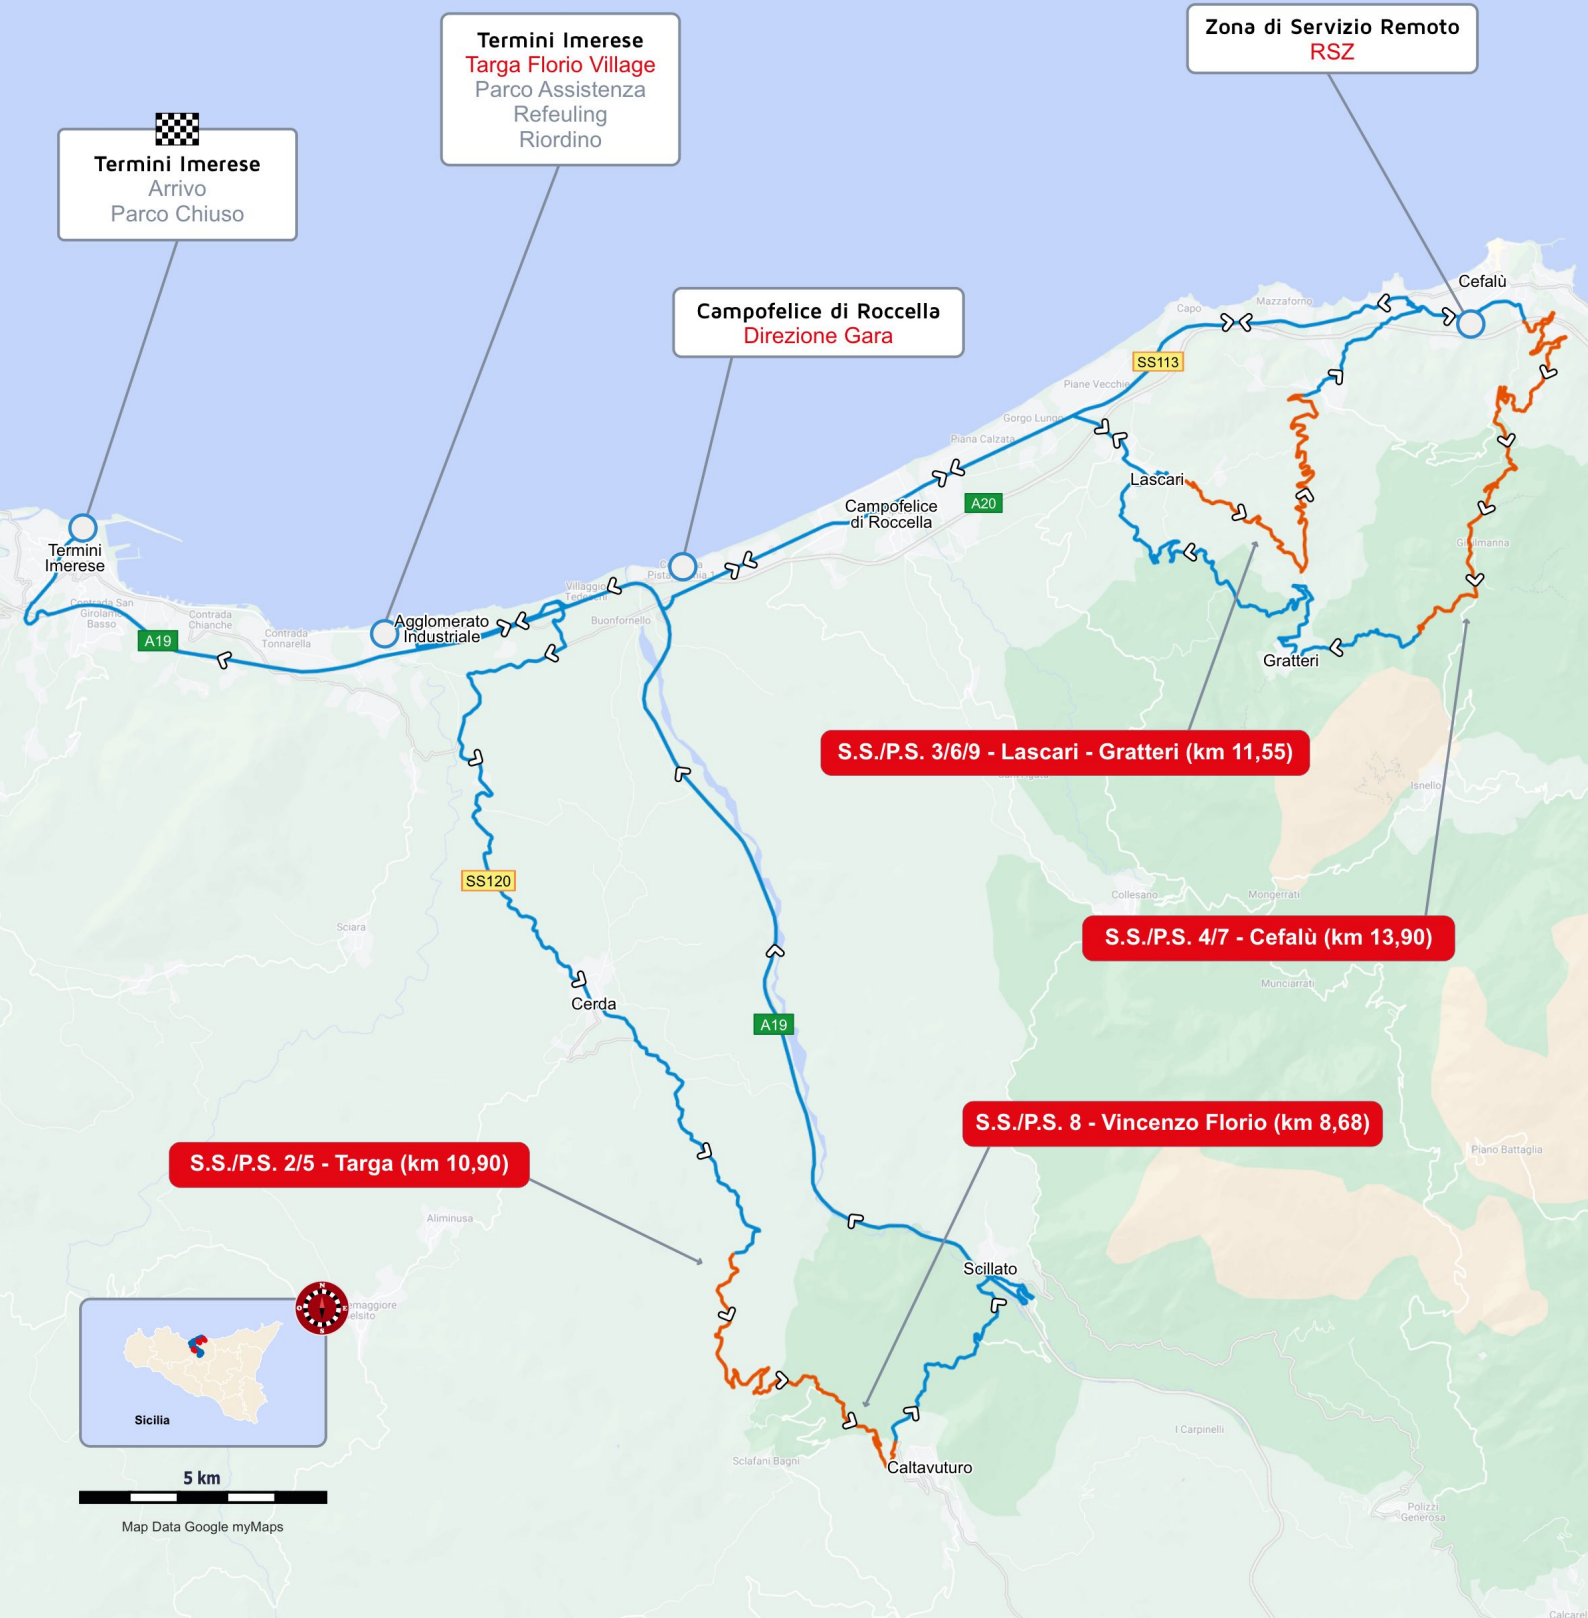 Zona di Servizio Remoto
RSZ
Termini Imerese
Targa Florio Village
Parco Assistenza
Refeuling
Riordino
Termini Imerese
Arrivo
Parco Chiuso
Campofelice di Roccella
Direzione Gara
Cefalù
Mazzaforno
Capo
SS113
Piane Vecchie
Gorgo Lungo
Piana Calzata
Lascari
A20
Campofelice
di Roccella
Termini
Imerese
Villaggio
Buonfornello
Contrada San
Girolamo
Basso
Contrada
Chianche
Contrada
Tonnarella
A19
Agglomerato
Industriale
Gratteri
S.S./P.S. 3/6/9 - Lascari - Gratteri (km 11,55)
Isnello
SS120
Collesano
Mongerrati
Sciara
S.S./P.S. 4/7 - Cefalù (km 13,90)
Munciarrati
Cerda
A19
S.S./P.S. 8 - Vincenzo Florio (km 8,68)
Piano Battaglia
S.S./P.S. 2/5 - Targa (km 10,90)
Aliminusa
Scillato
N
O
E
S
emaggiore
elsito
Sicilia
I Carpinelli
Sclafani Bagni
Caltavuturo
5 km
Polizzi
Generosa
Map Data Google myMaps